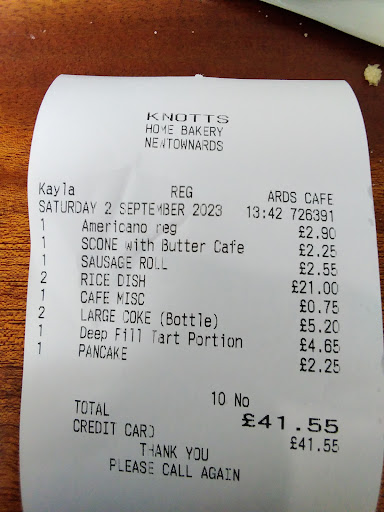 KNOTTS
HOME BAKERY
NEWTOWNARDS
Kayla REG ARDS CAFE
SATURDAY 2 SEPTEMBER 2023 13:42 726391
1 Americano reg £2.90
1 SCONE with Butter Cafe £2.25
1 SAUSAGE ROLL £2.55
2 RICE DISH £21.00
1 CAFE MISC £0.75
2 LARGE COKE (Bottle) £5.20
1 Deep Fill Tart Portion £4.65
1 PANCAKE £2.25
10 No
TOTAL £41.55
CREDIT CARD £41.55
THANK YOU
PLEASE CALL AGAIN